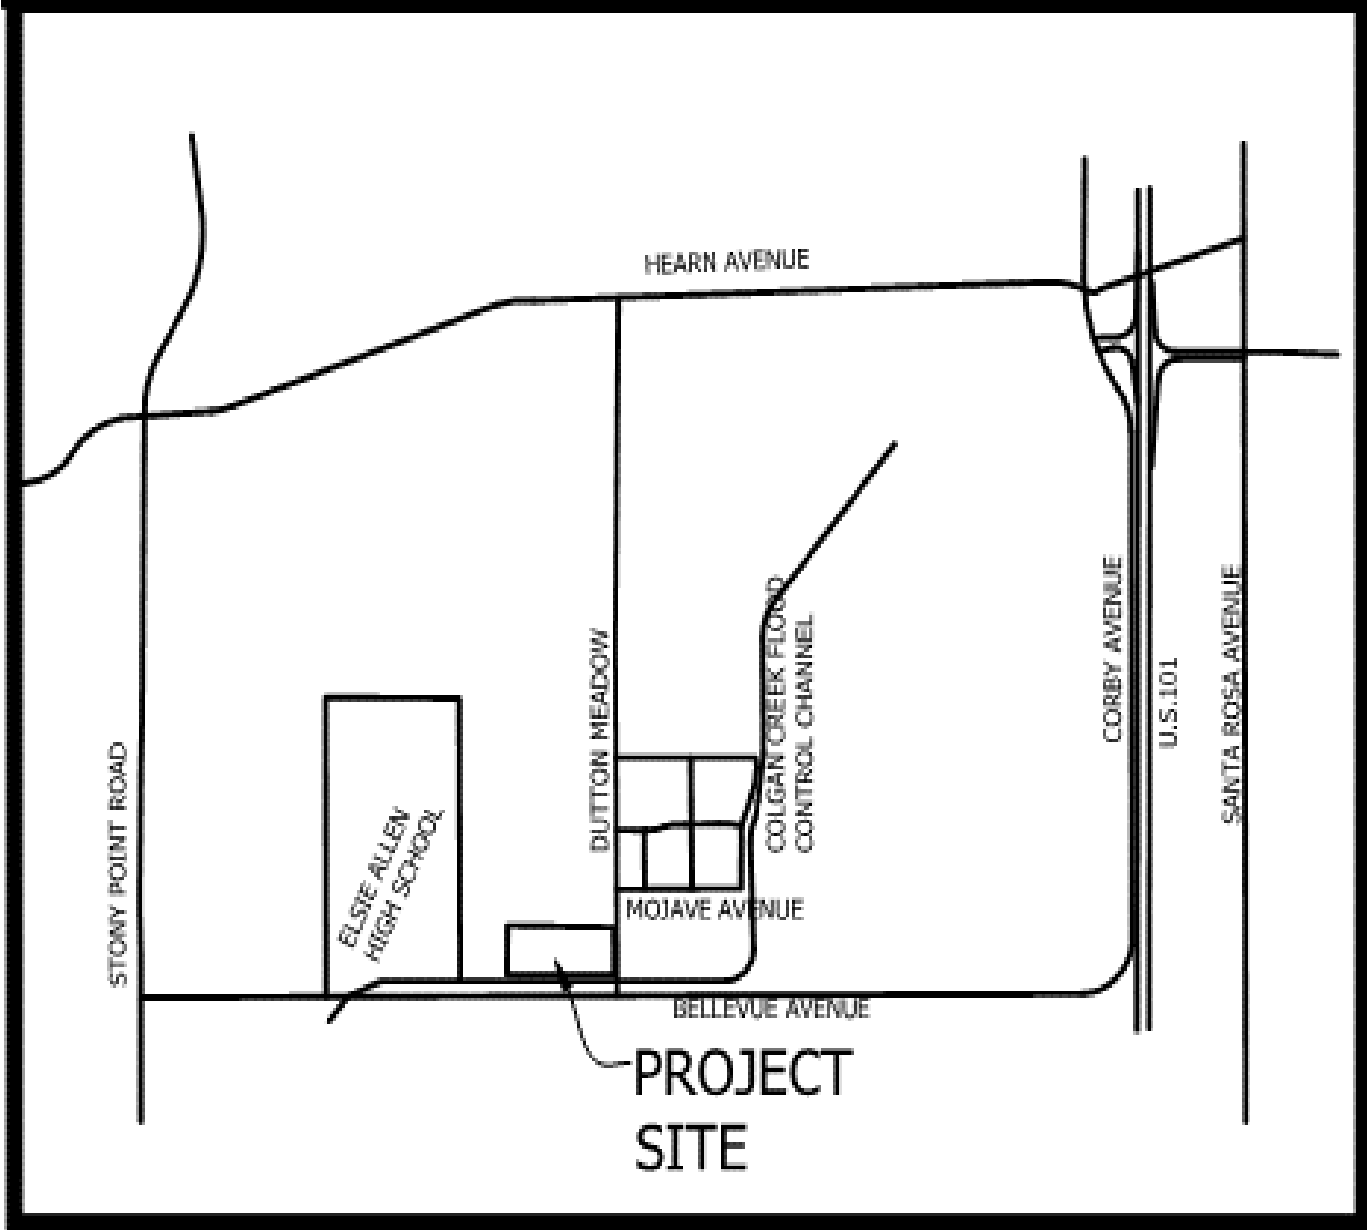 HEARN AVENUE
STONY POINT ROAD
ELSIE ALLEN
HIGH SCHOOL
DUTTON MEADOW
COLGAN CREEK FLOOD
CONTROL CHANNEL
CORBY AVENUE
U.S.101
SANTA ROSA AVENUE
MOJAVE AVENUE
BELLEVUE AVENUE
PROJECT
SITE